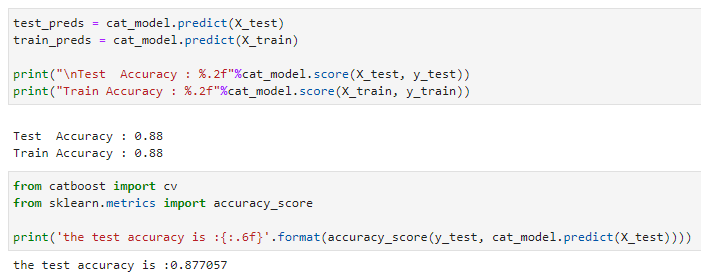 test_preds = cat_model.predict(X_test)
train_preds = cat_model.predict(X_train)
print("\nTest  Accuracy : %.2f"%cat_model.score(X_test, y_test))
print("Train Accuracy : %.2f"%cat_model.score(X_train, y_train))
Test  Accuracy : 0.88
Train Accuracy : 0.88
from catboost import cv
from sklearn.metrics import accuracy_score
print('the test accuracy is :{:.6f}'.format(accuracy_score(y_test, cat_model.predict(X_test))))
the test accuracy is :0.877057